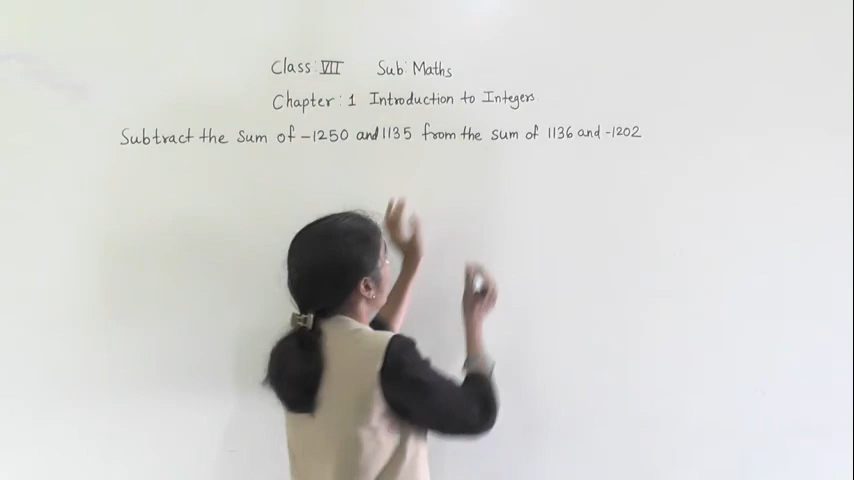 Class: VII Sub: Maths
Chapter: 1 Introduction to Integers
Subtract the sum of -1250 and 1135 from the sum of 1136 and -1202